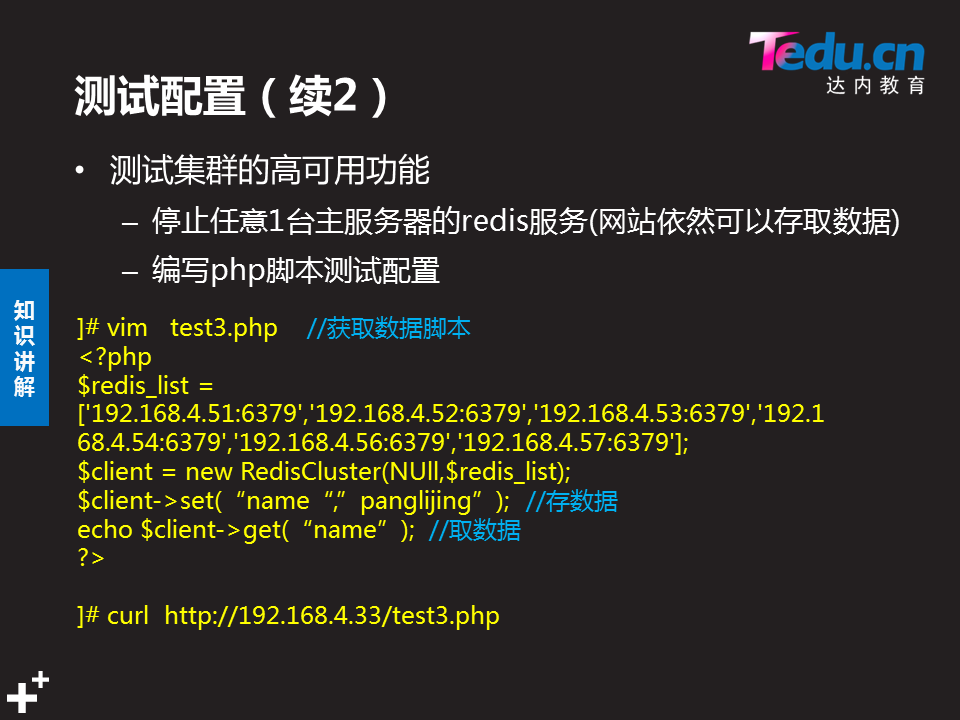 Tedu.cn
达内教育
测试配置（续2）
• 测试集群的高可用功能
– 停止任意1台主服务器的redis服务(网站依然可以存取数据)
– 编写php脚本测试配置
知识讲解
]# vim test3.php //获取数据脚本
<?php
$redis_list =
['192.168.4.51:6379','192.168.4.52:6379','192.168.4.53:6379','192.1
68.4.54:6379','192.168.4.56:6379','192.168.4.57:6379'];
$client = new RedisCluster(NUll,$redis_list);
$client->set(“name“,”panglijing”); //存数据
echo $client->get(“name”); //取数据
?>
]# curl http://192.168.4.33/test3.php